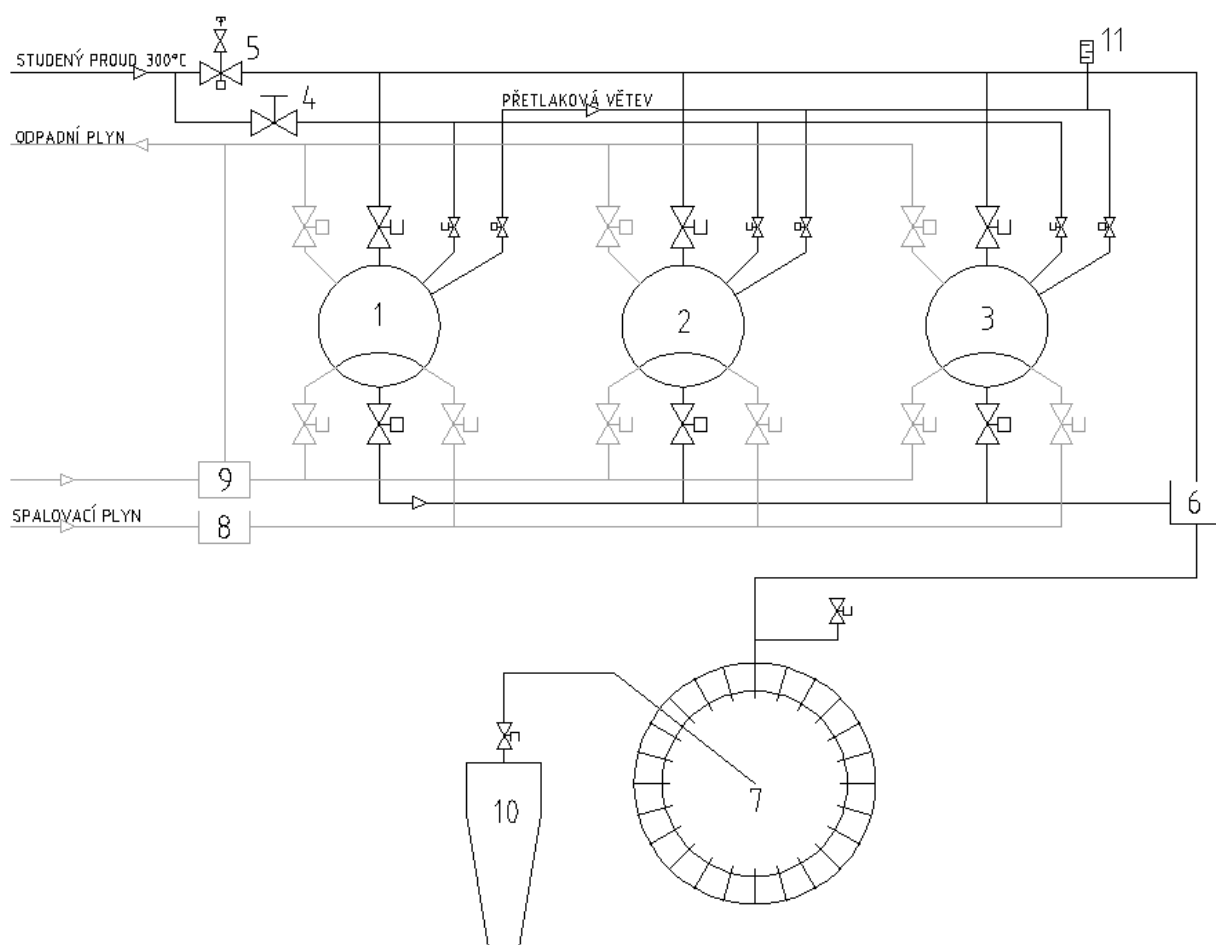 11
5
STUDENÝ PROUD 300°C
4
PŘETLAKOVÁ VĚTEV
ODPADNÍ PLYN
1
2
3
9
6
SPALOVACÍ PLYN
8
7
10